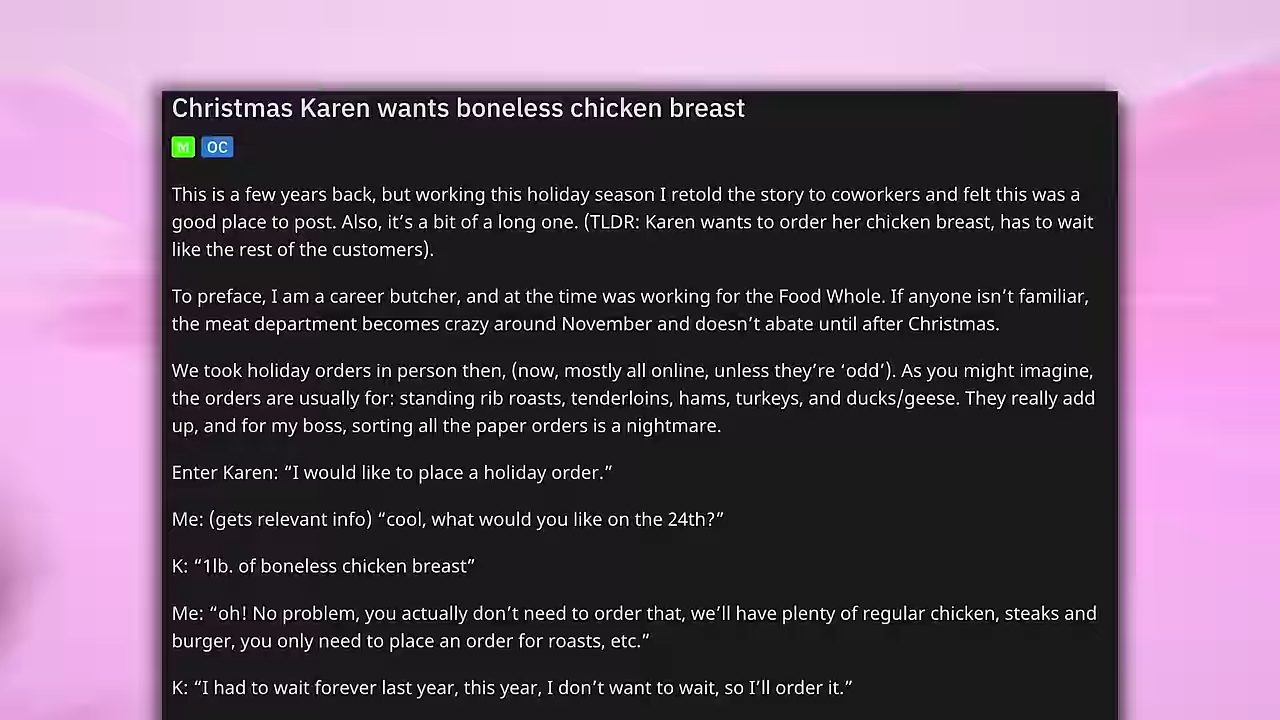 Christmas Karen wants boneless chicken breast
M OC
This is a few years back, but working this holiday season I retold the story to coworkers and felt this was a
good place to post. Also, it’s a bit of a long one. (TLDR: Karen wants to order her chicken breast, has to wait
like the rest of the customers).
To preface, I am a career butcher, and at the time was working for the Food Whole. If anyone isn’t familiar,
the meat department becomes crazy around November and doesn’t abate until after Christmas.
We took holiday orders in person then, (now, mostly all online, unless they’re ‘odd’). As you might imagine,
the orders are usually for: standing rib roasts, tenderloins, hams, turkeys, and ducks/geese. They really add
up, and for my boss, sorting all the paper orders is a nightmare.
Enter Karen: “I would like to place a holiday order.”
Me: (gets relevant info) “cool, what would you like on the 24th?”
K: “1lb. of boneless chicken breast”
Me: “oh! No problem, you actually don’t need to order that, we’ll have plenty of regular chicken, steaks and
burger, you only need to place an order for roasts, etc.”
K: “I had to wait forever last year, this year, I don’t want to wait, so I’ll order it.”